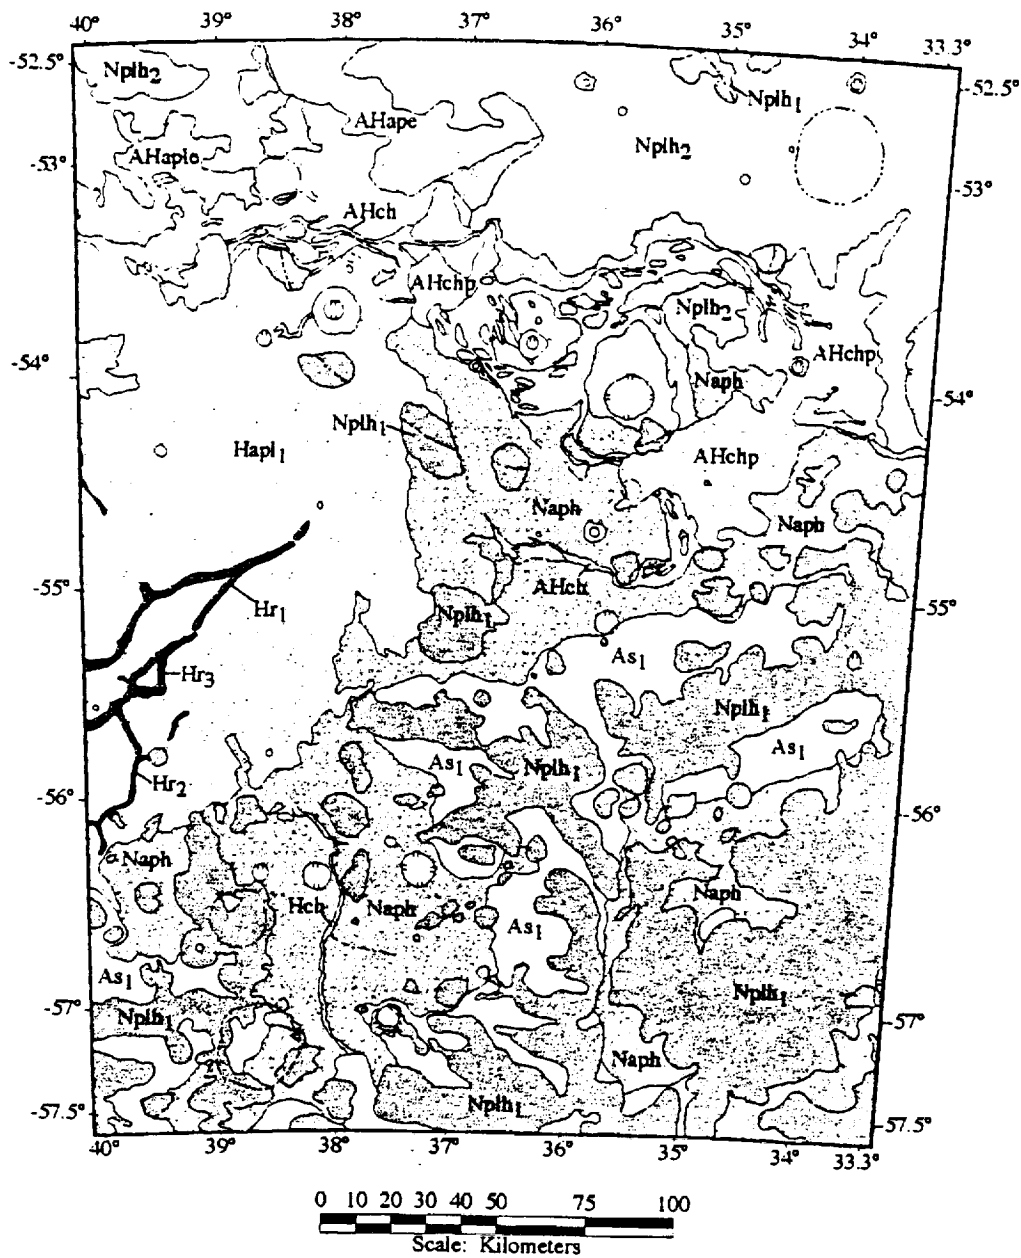 40° 39° 38° 37° 36° 35° 34° 33.3°
-52.5° Nplh2 Nplh1 -52.5°
AHape
AHaple Nplh2
-53° -53°
AHch
AHchp
Nplh2
-54° AHchp
Naph -54°
Nplh1
Hapl1 AHchp
Naph Naph
-55° AHch
Hr1 Nplh1 -55°
As1
Hr3
Nplh1
As1
As1 Nplh1
Hr2
-56° -56°
Naph
Naph
Hch Naph
As1
As1
Nplh1
-57° Nplh1 -57°
Naph
Nplh1
-57.5° -57.5°
40° 39° 38° 37° 36° 35° 34° 33.3°
0 10 20 30 40 50 75 100
Scale: Kilometers